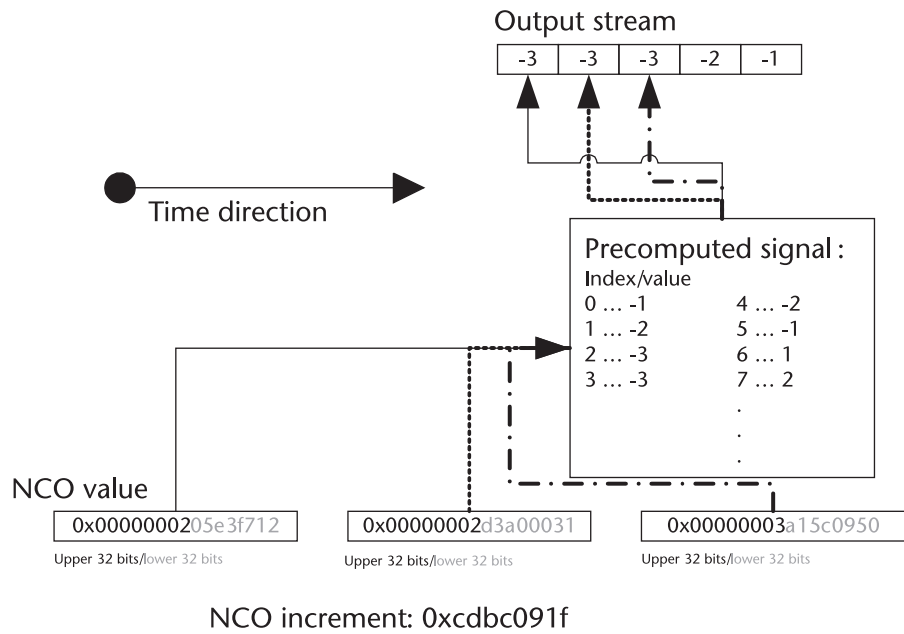 Output stream
-3 -3 -3 -2 -1
Time direction
Precomputed signal :
Index/value
0 ... -1 4 ... -2
1 ... -2 5 ... -1
2 ... -3 6 ... 1
3 ... -3 7 ... 2
.
.
.
NCO value
0x0000000205e3f712 0x00000002d3a00031 0x00000003a15c0950
Upper 32 bits/lower 32 bits Upper 32 bits/lower 32 bits Upper 32 bits/lower 32 bits
NCO increment: 0xcdbc091f